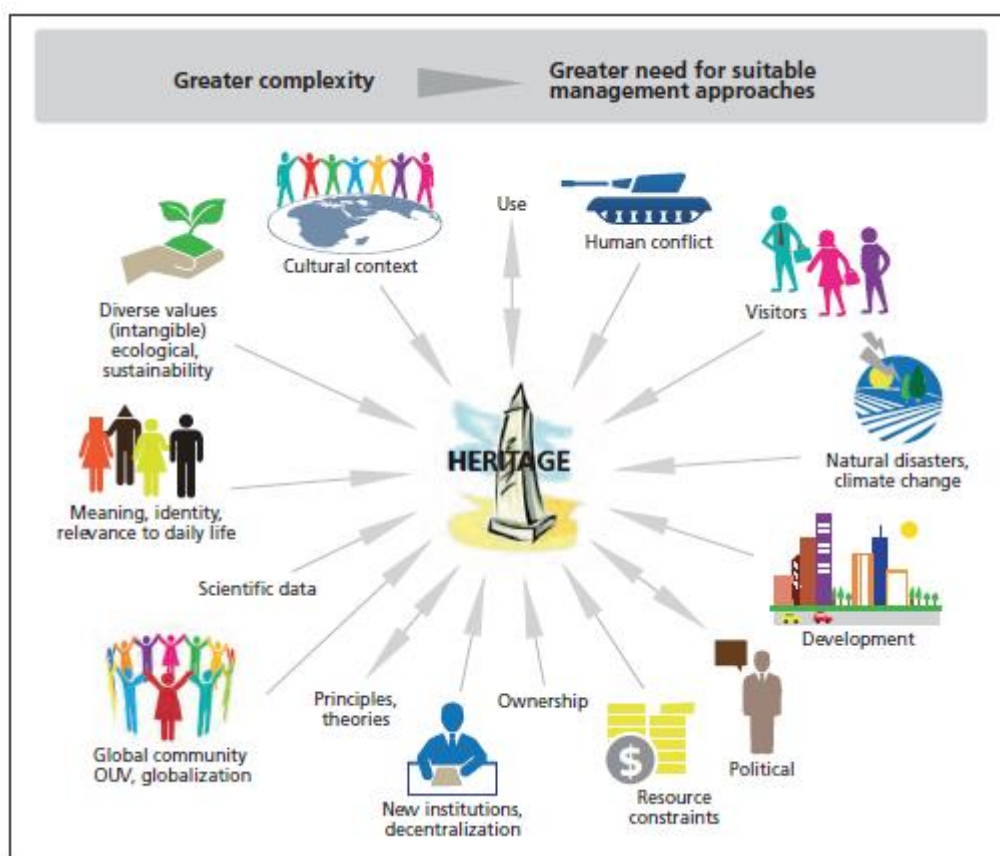 Greater complexity
Greater need for suitable
management approaches
Cultural context
Use
Human conflict
Visitors
Diverse values
(intangible)
ecological,
sustainability
HERITAGE
Natural disasters,
climate change
Meaning, identity,
relevance to daily life
Scientific data
Development
Global community
OUV, globalization
Principles,
theories
Ownership
Political
New institutions,
decentralization
$
Resource
constraints